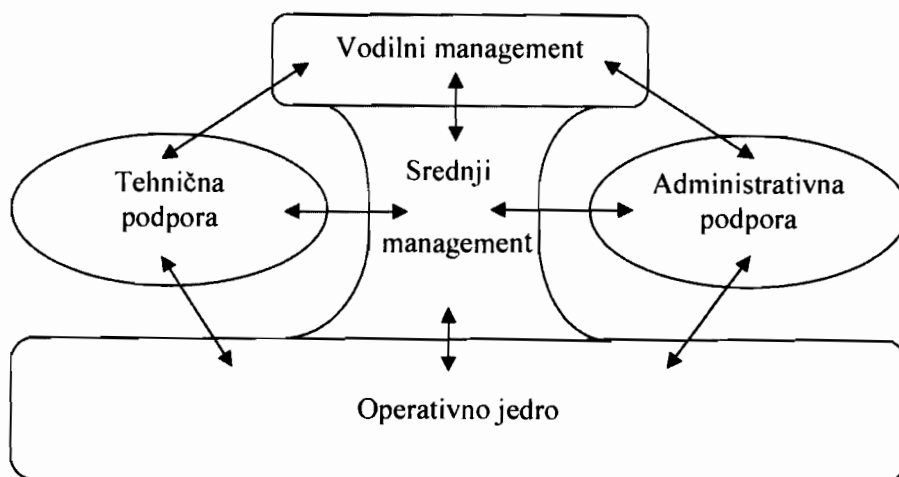 Vodilni management
Tehnična
podpora
Srednji
management
Administrativna
podpora
Operativno jedro